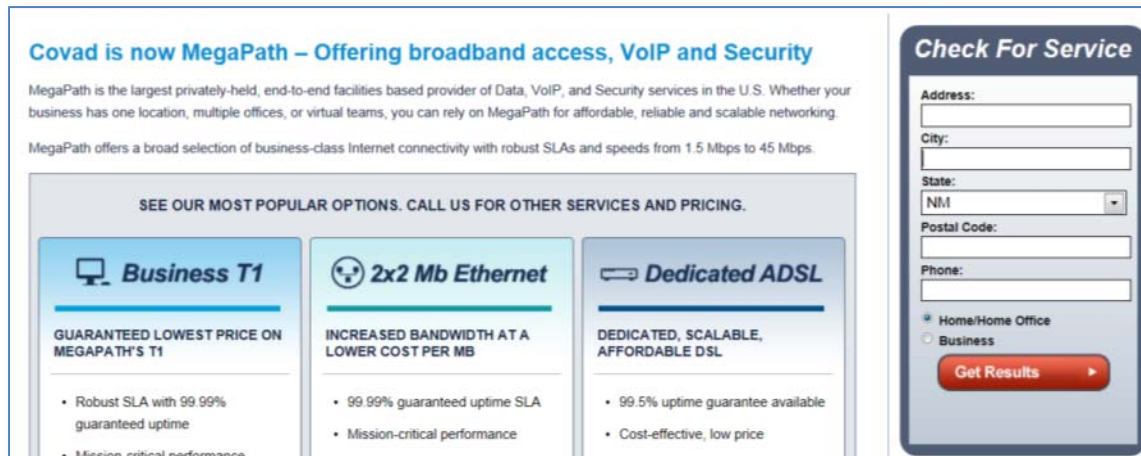 Covad is now MegaPath – Offering broadband access, VoIP and Security
MegaPath is the largest privately-held, end-to-end facilities based provider of Data, VoIP, and Security services in the U.S. Whether your
business has one location, multiple offices, or virtual teams, you can rely on MegaPath for affordable, reliable and scalable networking.
MegaPath offers a broad selection of business-class Internet connectivity with robust SLAs and speeds from 1.5 Mbps to 45 Mbps.
SEE OUR MOST POPULAR OPTIONS. CALL US FOR OTHER SERVICES AND PRICING.
Business T1
GUARANTEED LOWEST PRICE ON
MEGAPATH'S T1
• Robust SLA with 99.99%
guaranteed uptime
• Mission-critical performance
2x2 Mb Ethernet
INCREASED BANDWIDTH AT A
LOWER COST PER MB
• 99.99% guaranteed uptime SLA
• Mission-critical performance
Dedicated ADSL
DEDICATED, SCALABLE,
AFFORDABLE DSL
• 99.5% uptime guarantee available
• Cost-effective, low price
Check For Service
Address:
City:
State:
NM
Postal Code:
Phone:
Home/Home Office
Business
Get Results